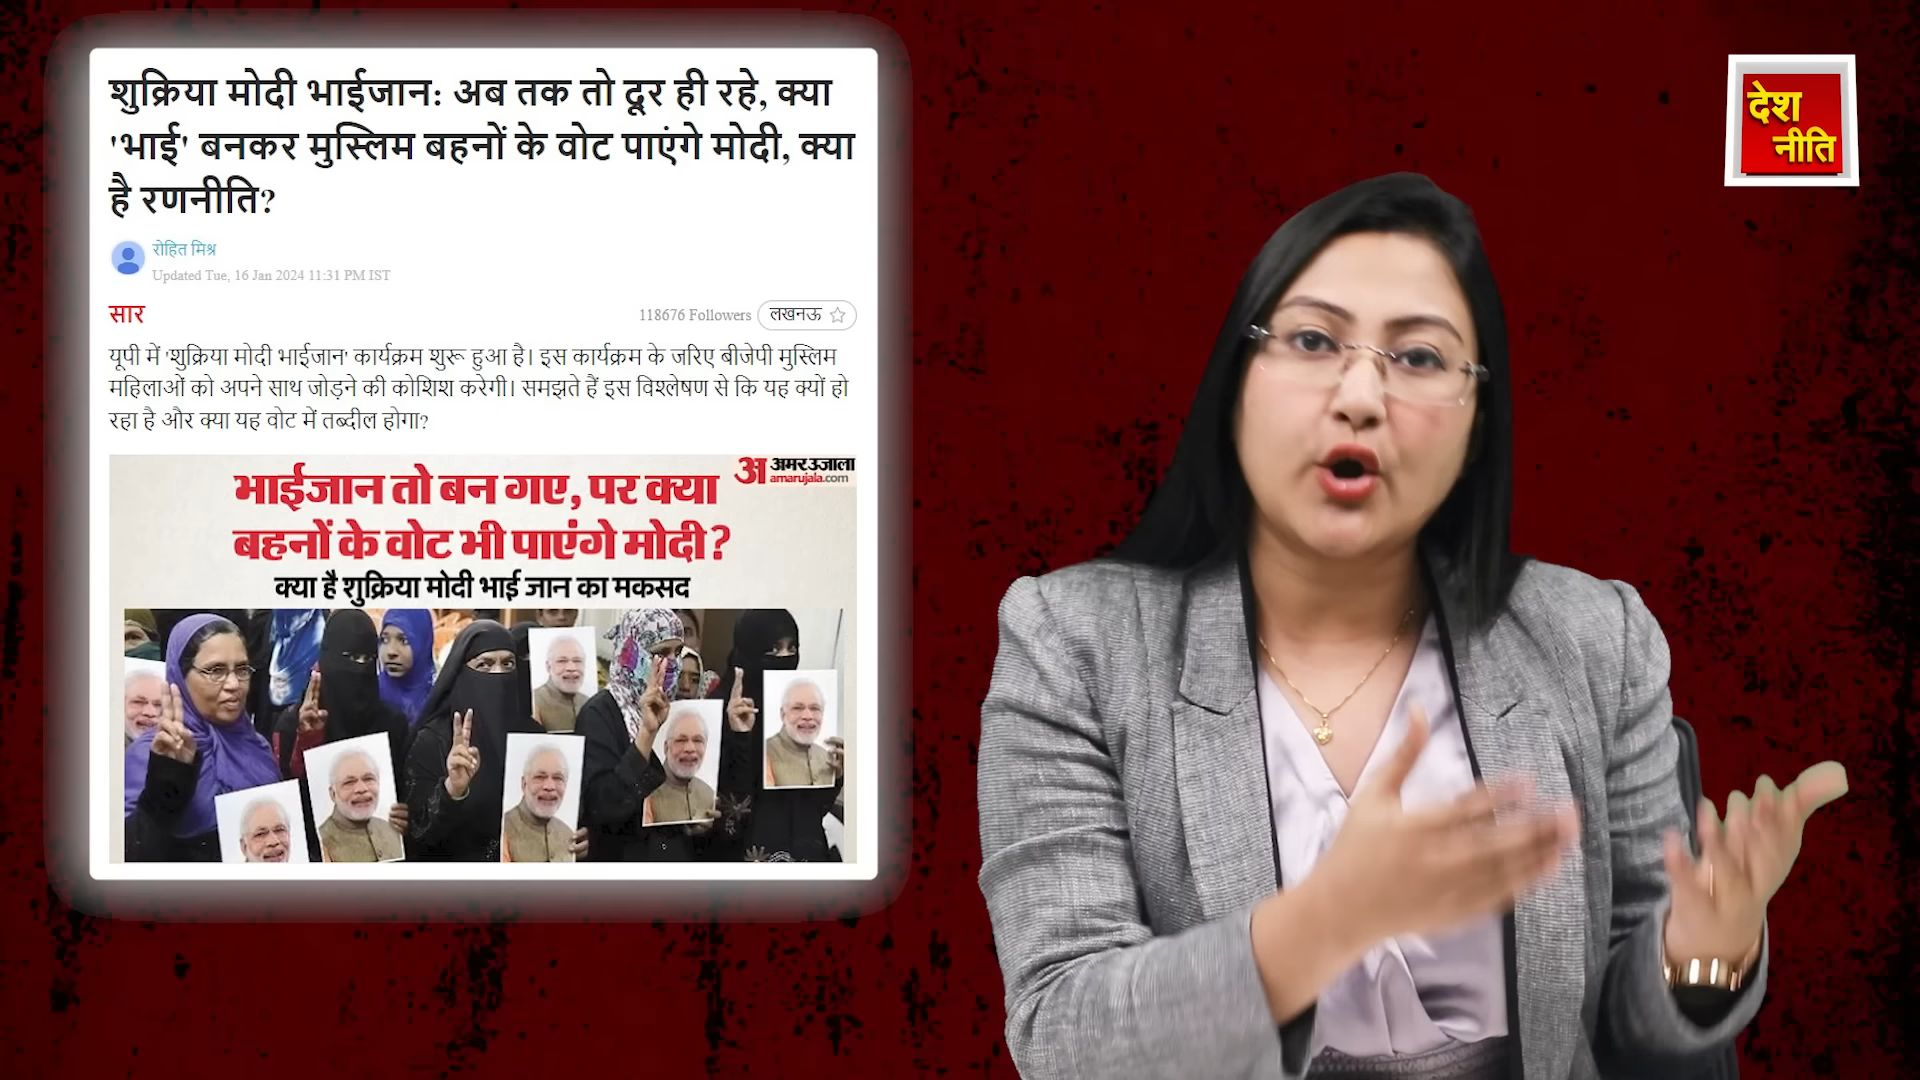 शुक्रिया मोदी भाईजान: अब तक तो दूर ही रहे, क्या
'भाई' बनकर मुस्लिम बहनों के वोट पाएंगे मोदी, क्या
है रणनीति?
रोहित मिश्र
Updated Tue, 16 Jan 2024 11:31 PM IST
सार
118676 Followers
लखनऊ
यूपी में 'शुक्रिया मोदी भाईजान' कार्यक्रम शुरू हुआ है। इस कार्यक्रम के जरिए बीजेपी मुस्लिम
महिलाओं को अपने साथ जोड़ने की कोशिश करेगी। समझते हैं इस विश्लेषण से कि यह क्यों हो
रहा है और क्या यह वोट में तब्दील होगा?
अ अमर उजाला
amarujala.com
भाईजान तो बन गए, पर क्या
बहनों के वोट भी पाएंगे मोदी?
क्या है शुक्रिया मोदी भाई जान का मकसद
देश
नीति